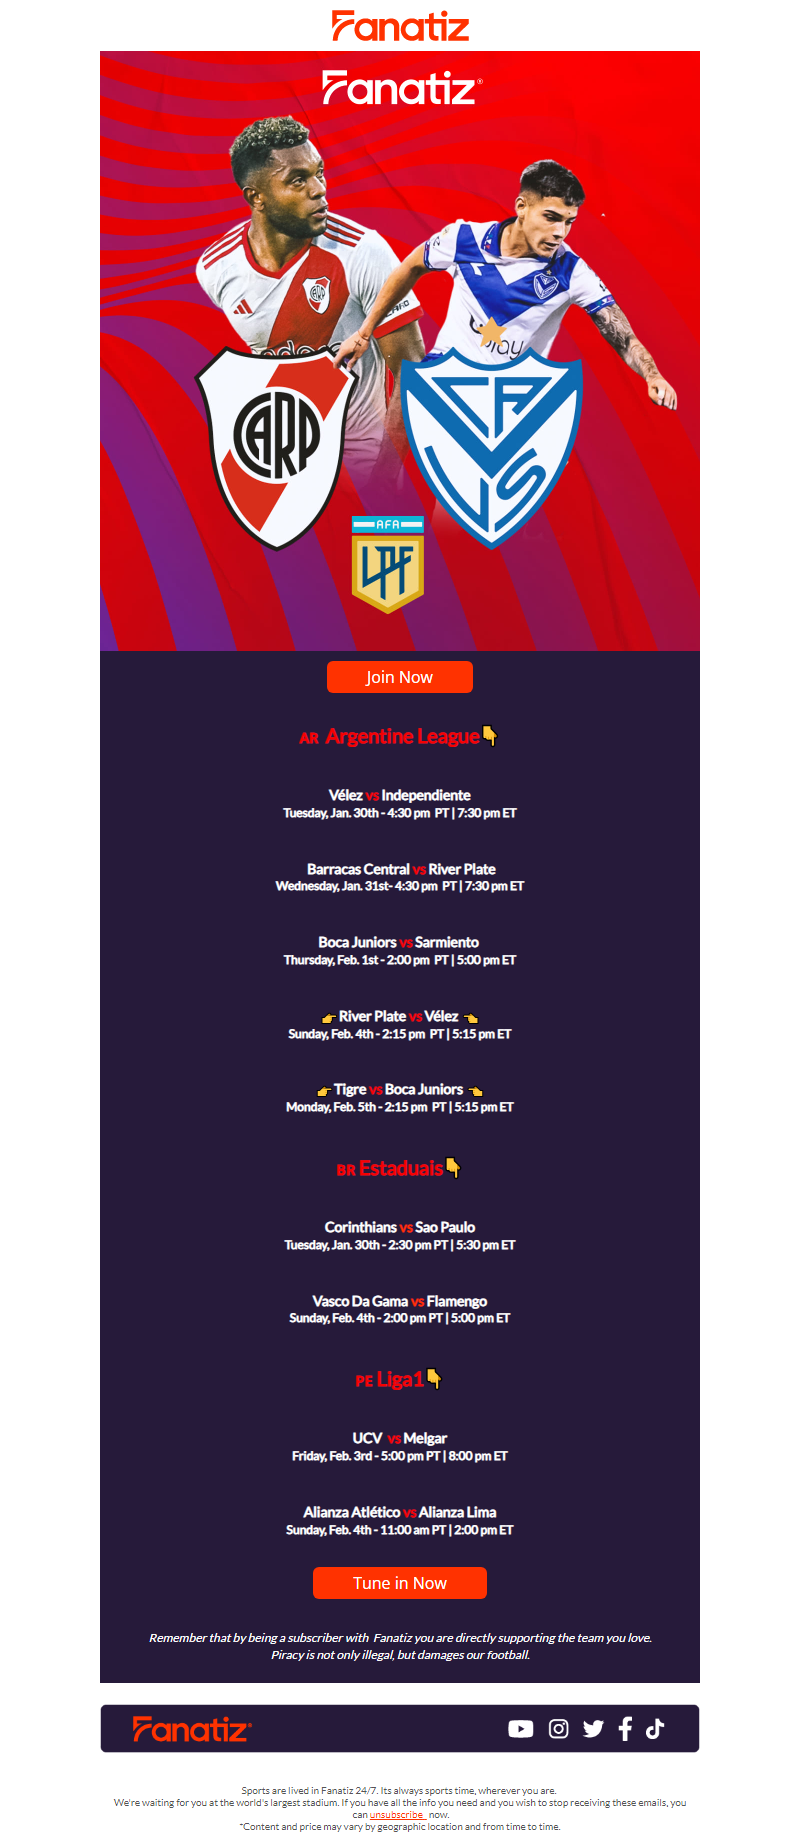 Fanatiz
Fanatiz®
CARP
CAVS
AFA
LPF
Join Now
AR Argentine League👇
Vélez vs Independiente
Tuesday, Jan. 30th - 4:30 pm PT | 7:30 pm ET
Barracas Central vs River Plate
Wednesday, Jan. 31st- 4:30 pm PT | 7:30 pm ET
Boca Juniors vs Sarmiento
Thursday, Feb. 1st - 2:00 pm PT | 5:00 pm ET
👉 River Plate vs Vélez 👈
Sunday, Feb. 4th - 2:15 pm PT | 5:15 pm ET
👉 Tigre vs Boca Juniors 👈
Monday, Feb. 5th - 2:15 pm PT | 5:15 pm ET
BR Estaduais👇
Corinthians vs Sao Paulo
Tuesday, Jan. 30th - 2:30 pm PT | 5:30 pm ET
Vasco Da Gama vs Flamengo
Sunday, Feb. 4th - 2:00 pm PT | 5:00 pm ET
PE Liga1👇
UCV vs Melgar
Friday, Feb. 3rd - 5:00 pm PT | 8:00 pm ET
Alianza Atlético vs Alianza Lima
Sunday, Feb. 4th - 11:00 am PT | 2:00 pm ET
Tune in Now
Remember that by being a subscriber with Fanatiz you are directly supporting the team you love.
Piracy is not only illegal, but damages our football.
Fanatiz®
Sports are lived in Fanatiz 24/7. Its always sports time, wherever you are.
We're waiting for you at the world's largest stadium. If you have all the info you need and you wish to stop receiving these emails, you
can unsubscribe now.
*Content and price may vary by geographic location and from time to time.